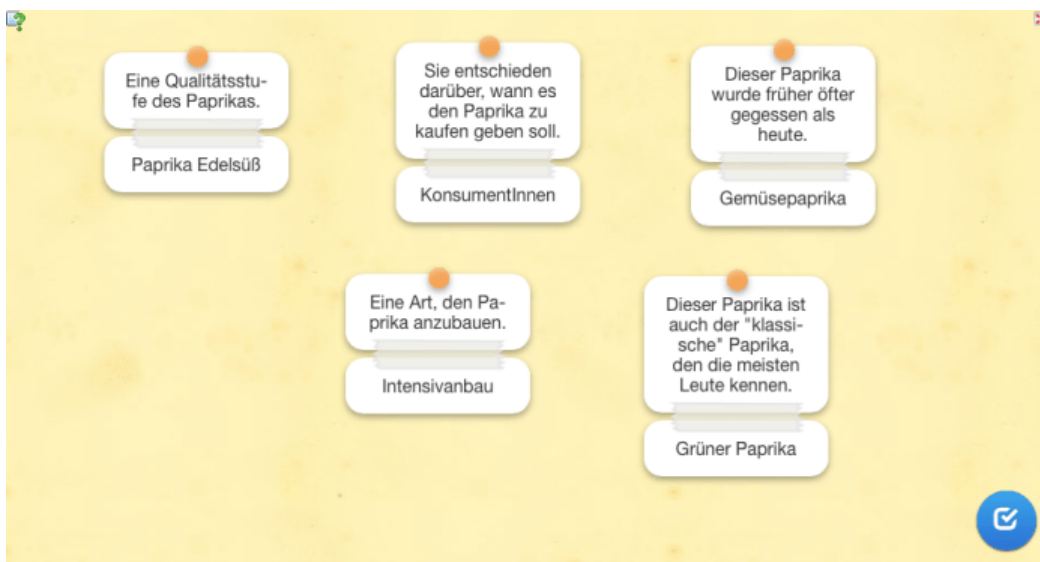 Eine Qualitätsstu-
fe des Paprikas.
Paprika Edelsüß
Sie entschieden
darüber, wann es
den Paprika zu
kaufen geben soll.
KonsumentInnen
Dieser Paprika
wurde früher öfter
gegessen als
heute.
Gemüsepaprika
Eine Art, den Pa-
prika anzubauen.
Intensivanbau
Dieser Paprika ist
auch der "klassi-
sche" Paprika,
den die meisten
Leute kennen.
Grüner Paprika